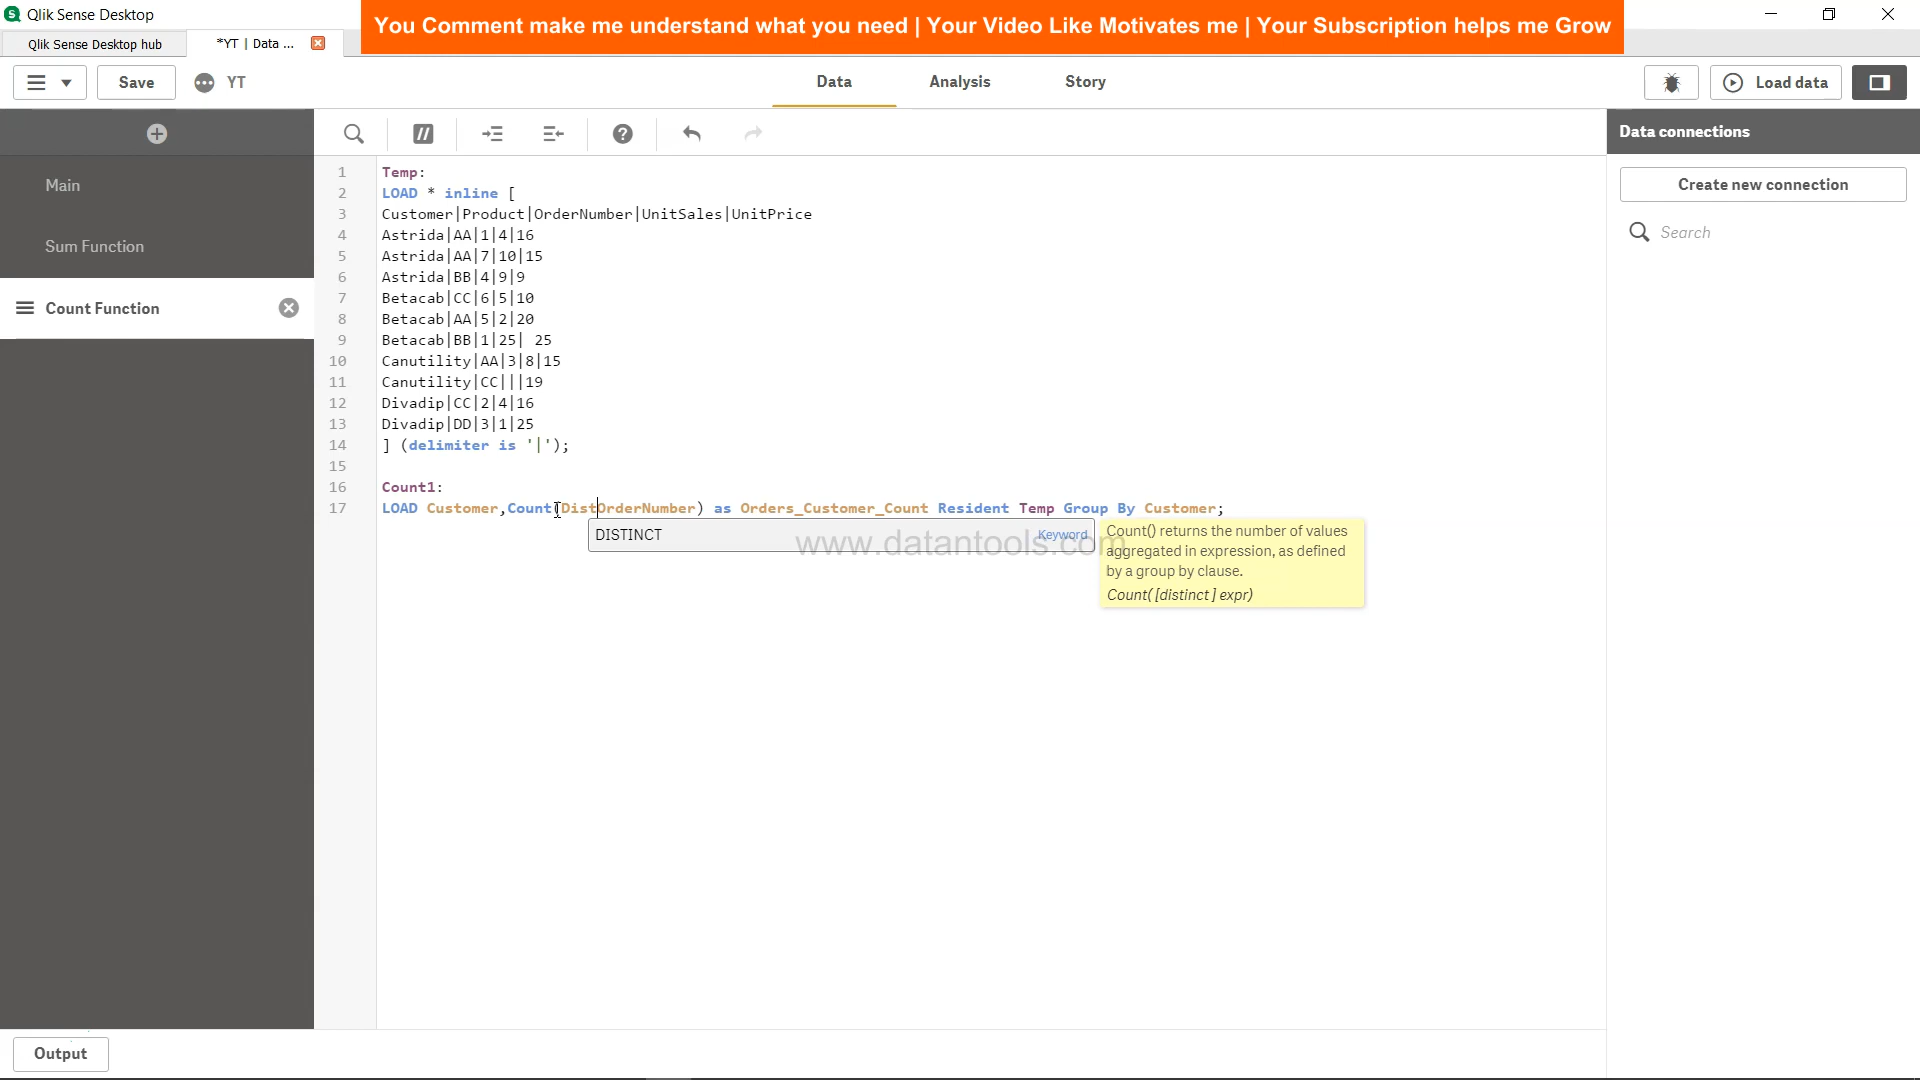 Qlik Sense Desktop
You Comment make me understand what you need | Your Video Like Motivates me | Your Subscription helps me Grow
Qlik Sense Desktop hub
*YT | Data ...
Save
YT
Data
Analysis
Story
Load data
Main
Sum Function
Count Function
1 Temp:
2 LOAD * inline [
3 Customer|Product|OrderNumber|UnitSales|UnitPrice
4 Astrida|AA|1|4|16
5 Astrida|AA|7|10|15
6 Astrida|BB|4|9|9
7 Betacab|CC|6|5|10
8 Betacab|AA|5|2|20
9 Betacab|BB|1|25| 25
10 Canutility|AA|3|8|15
11 Canutility|CC|||19
12 Divadip|CC|2|4|16
13 Divadip|DD|3|1|25
14 ] (delimiter is '|');
15
16 Count1:
17 LOAD Customer,Count(DistOrderNumber) as Orders_Customer_Count Resident Temp Group By Customer;
DISTINCT Keyword
www.datantools.com
Count() returns the number of values
aggregated in expression, as defined
by a group by clause.
Count([distinct ] expr)
Data connections
Create new connection
Search
Output